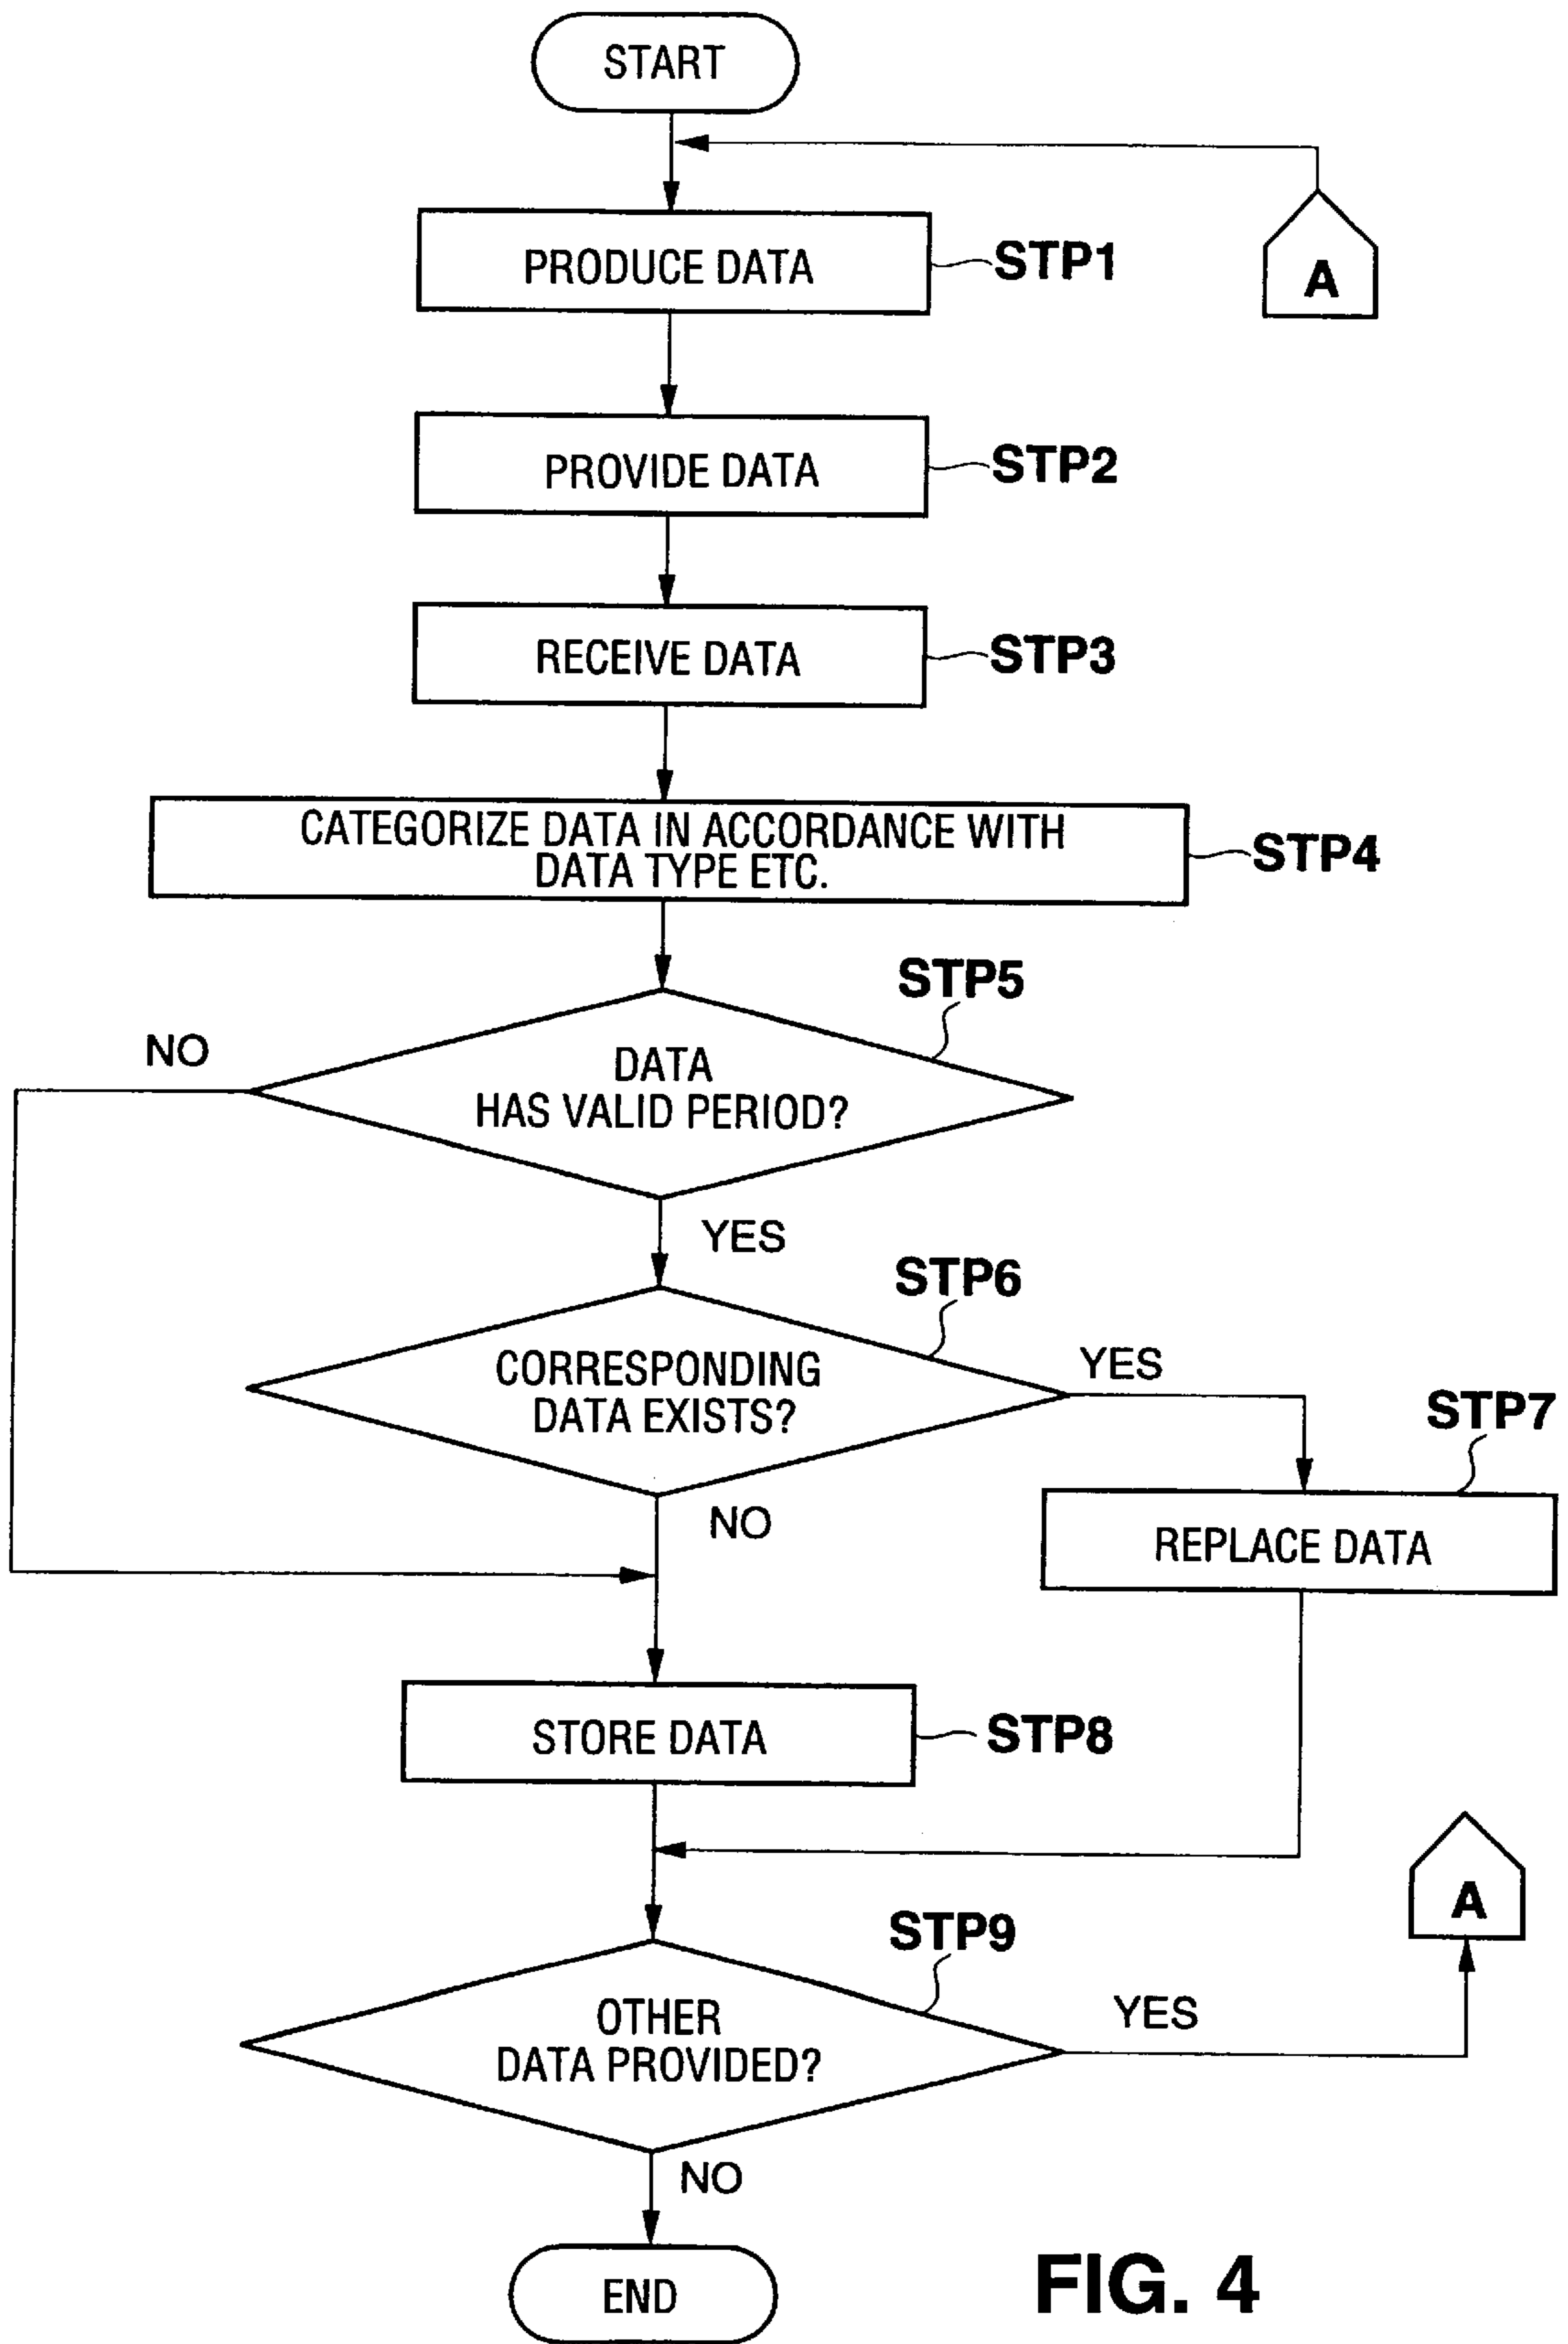 START
PRODUCE DATA
STP1
A
PROVIDE DATA
STP2
RECEIVE DATA
STP3
CATEGORIZE DATA IN ACCORDANCE WITH
DATA TYPE ETC.
STP4
STP5
NO
DATA
HAS VALID PERIOD?
YES
STP6
CORRESPONDING
DATA EXISTS?
YES
STP7
NO
REPLACE DATA
STORE DATA
STP8
A
STP9
OTHER
DATA PROVIDED?
YES
NO
END
FIG. 4